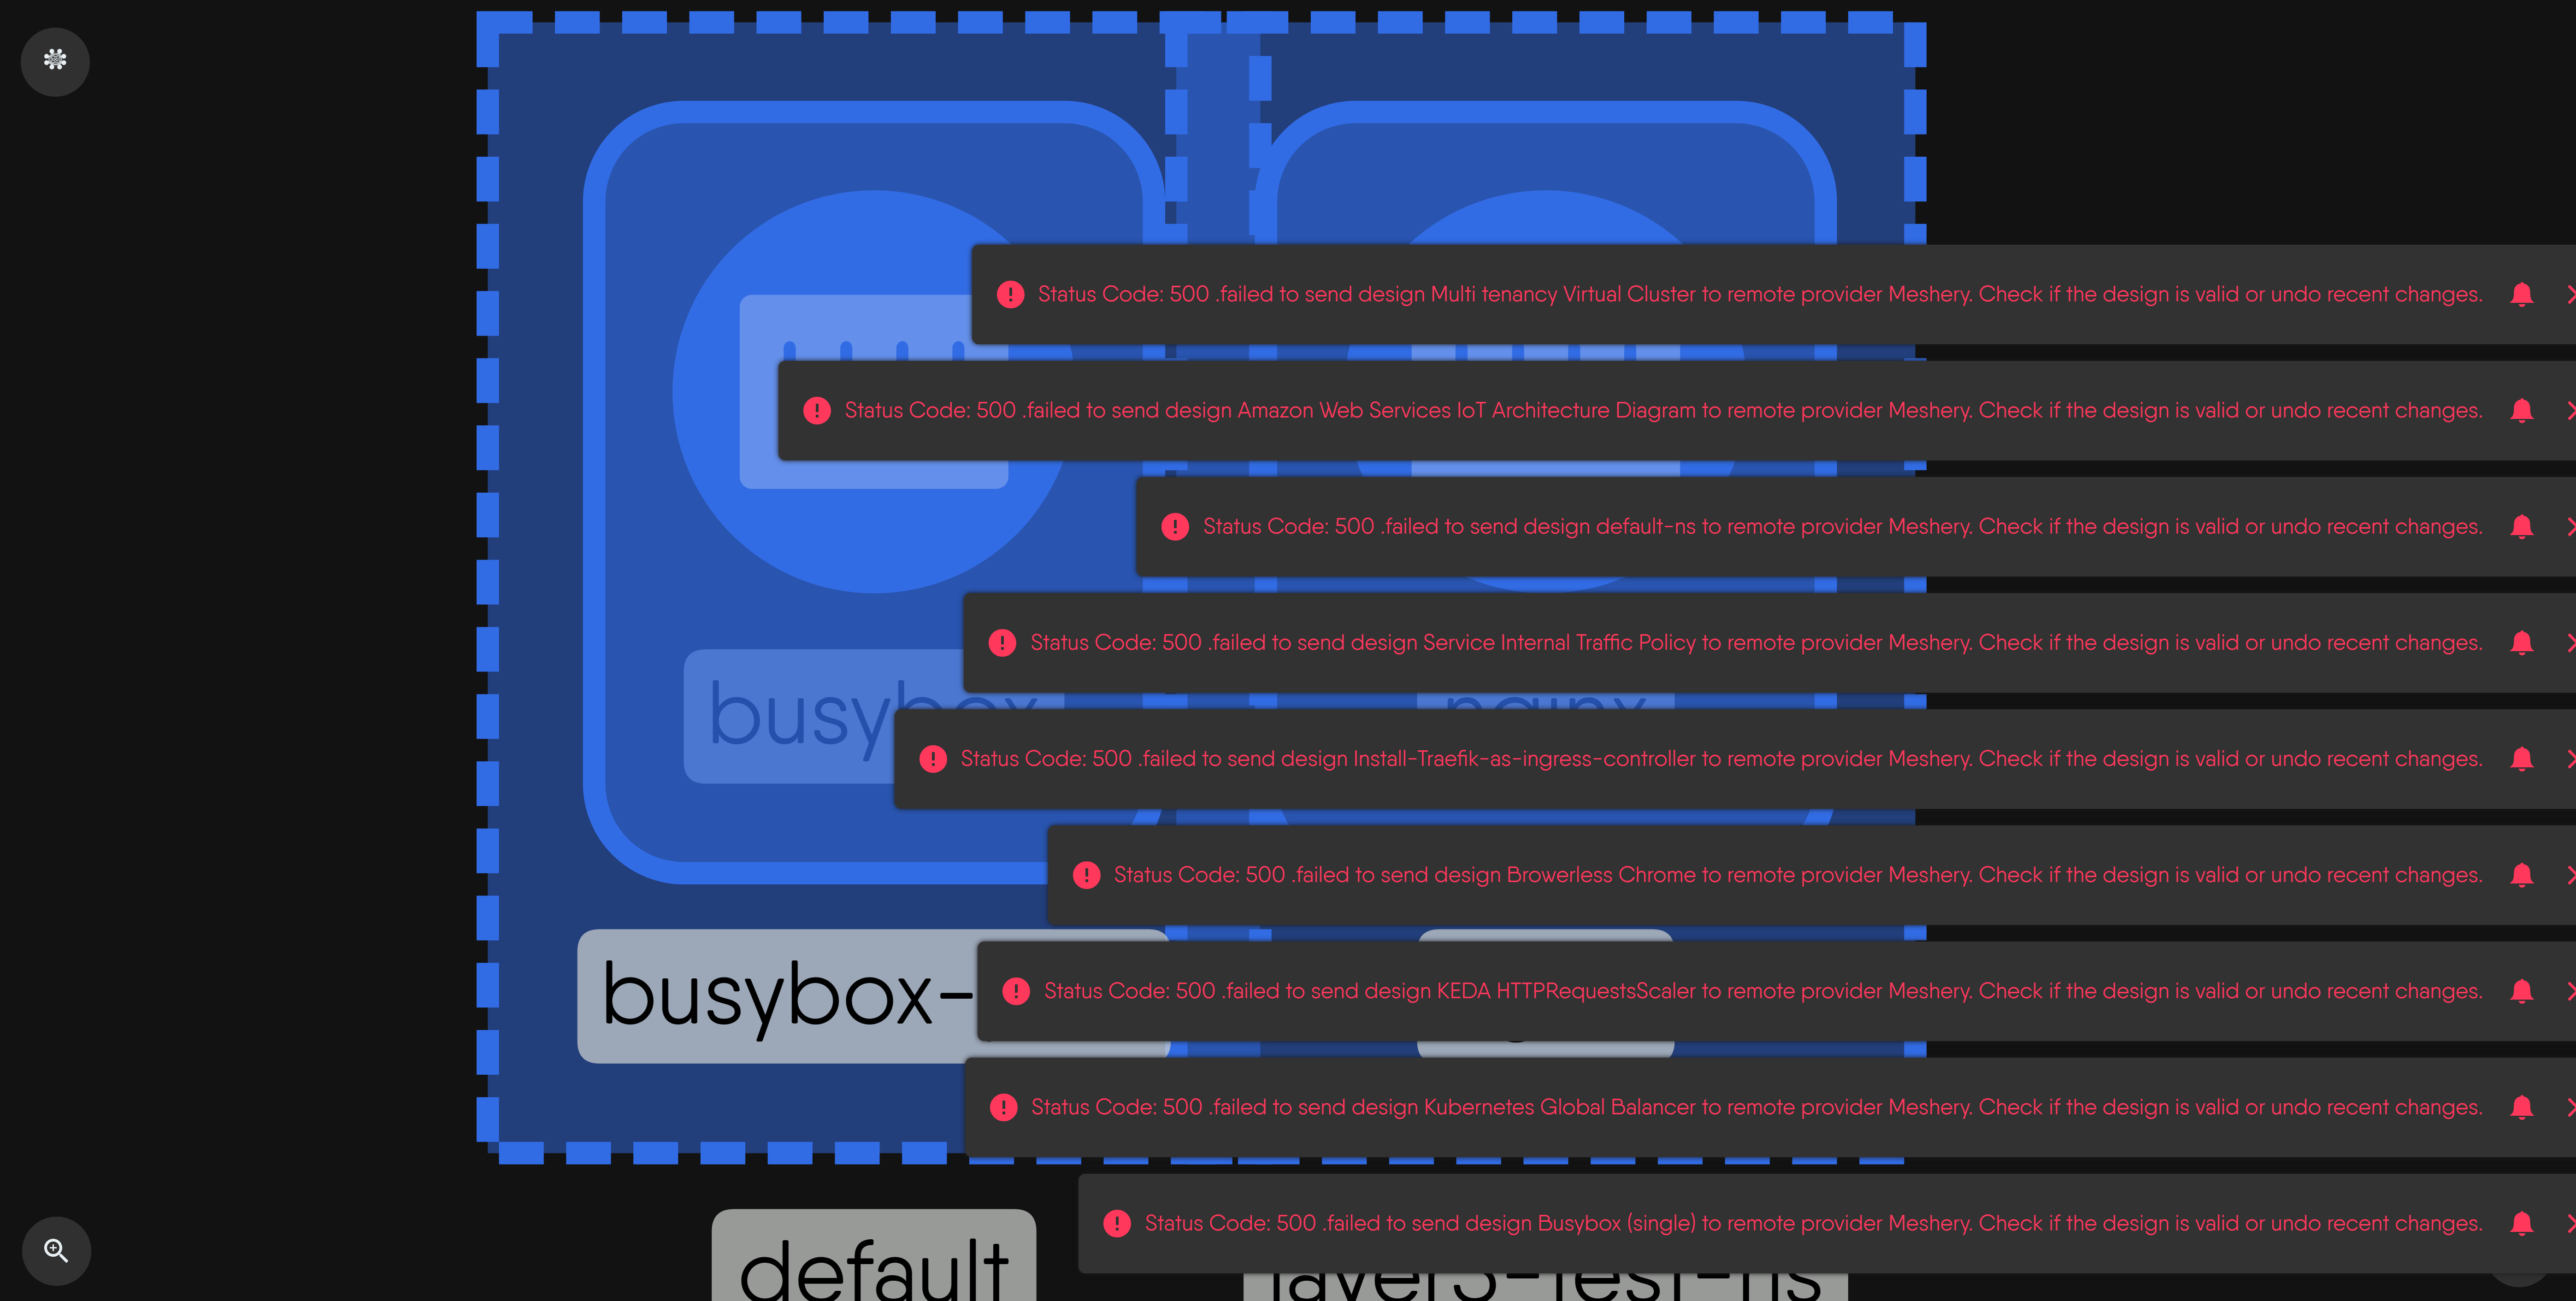 Status Code: 500 .failed to send design Multi tenancy Virtual Cluster to remote provider Meshery. Check if the design is valid or undo recent changes.
Status Code: 500 .failed to send design Amazon Web Services IoT Architecture Diagram to remote provider Meshery. Check if the design is valid or undo recent changes.
Status Code: 500 .failed to send design default-ns to remote provider Meshery. Check if the design is valid or undo recent changes.
Status Code: 500 .failed to send design Service Internal Traffic Policy to remote provider Meshery. Check if the design is valid or undo recent changes.
busybox
nginx
Status Code: 500 .failed to send design Install-Traefik-as-ingress-controller to remote provider Meshery. Check if the design is valid or undo recent changes.
Status Code: 500 .failed to send design Browerless Chrome to remote provider Meshery. Check if the design is valid or undo recent changes.
busybox-
Status Code: 500 .failed to send design KEDA HTTPRequestsScaler to remote provider Meshery. Check if the design is valid or undo recent changes.
Status Code: 500 .failed to send design Kubernetes Global Balancer to remote provider Meshery. Check if the design is valid or undo recent changes.
Status Code: 500 .failed to send design Busybox (single) to remote provider Meshery. Check if the design is valid or undo recent changes.
default
layer5-test-ns